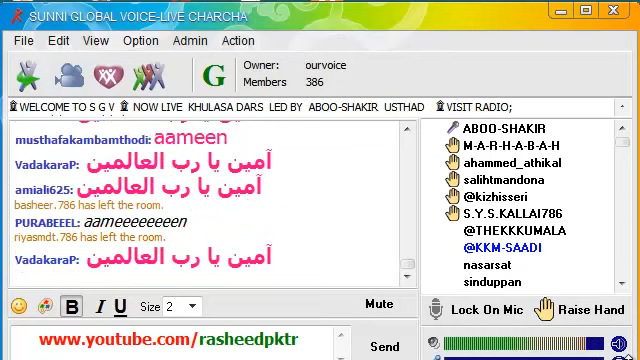 SUNNI GLOBAL VOICE-LIVE CHARCHA
File Edit View Option Admin Action
Owner: ourvoice
G
Members 386
WELCOME TO S G V NOW LIVE KHULASA DARS LED BY ABOO-SHAKIR USTHAD VISIT RADIO;
musthafakambamthodi: aameen
VadakaraP: آمين يا رب العالمين
amiali625: آمين يا رب العالمين
basheer.786 has left the room.
PURABEEEL: aameeeeeeeen
riyasmdt.786 has left the room.
VadakaraP: آمين يا رب العالمين
ABOO-SHAKIR
M-A-R-H-A-B-A-H
ahammed_athikal
salihtmandona
@kizhisseri
S.Y.S.KALLAI786
@THEKKKUMALA
@KKM-SAADI
nasarsat
sinduppan
B I U Size 2 Mute
Lock On Mic Raise Hand
www.youtube.com/rasheedpktr
Send